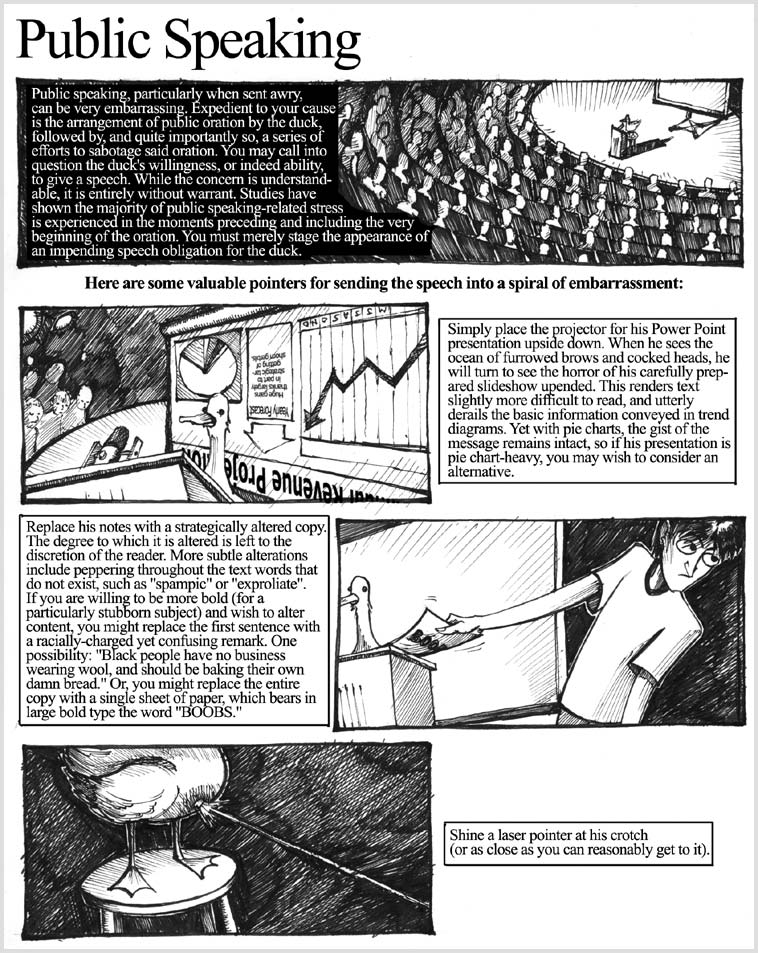 Public Speaking
Public speaking, particularly when sent awry,
can be very embarrassing. Expedient to your cause
is the arrangement of public oration by the duck,
followed by, and quite importantly so, a series of
efforts to sabotage said oration. You may call into
question the duck's willingness, or indeed ability,
to give a speech. While the concern is understand-
able, it is entirely without warrant. Studies have
shown the majority of public speaking-related stress
is experienced in the moments preceding and including the very
beginning of the oration. You must merely stage the appearance of
an impending speech obligation for the duck.
Here are some valuable pointers for sending the speech into a spiral of embarrassment:
M J J A S O N D
short gerbils.
strategic tar-
getting of
in part to
thanks largely
Huge gains
Yearly Forecast:
Revenue Proje
Simply place the projector for his Power Point
presentation upside down. When he sees the
ocean of furrowed brows and cocked heads, he
will turn to see the horror of his carefully prep-
ared slideshow upended. This renders text
slightly more difficult to read, and utterly
derails the basic information conveyed in trend
diagrams. Yet with pie charts, the gist of the
message remains intact, so if his presentation is
pie chart-heavy, you may wish to consider an
alternative.
Replace his notes with a strategically altered copy.
The degree to which it is altered is left to the
discretion of the reader. More subtle alterations
include peppering throughout the text words that
do not exist, such as "spampic" or "exproliate".
If you are willing to be more bold (for a
particularly stubborn subject) and wish to alter
content, you might replace the first sentence with
a racially-charged yet confusing remark. One
possibility: "Black people have no business
wearing wool, and should be baking their own
damn bread." Or, you might replace the entire
copy with a single sheet of paper, which bears in
large bold type the word "BOOBS."
Shine a laser pointer at his crotch
(or as close as you can reasonably get to it).